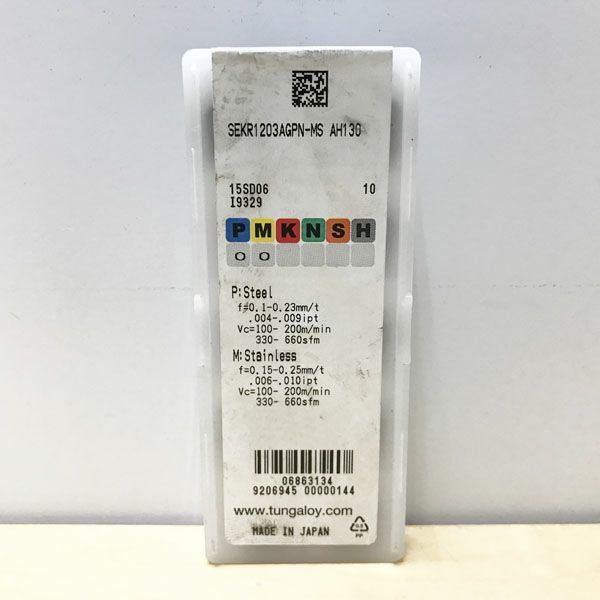 SEKR1203AGPN-MS AH130
15SD06 10
I9329
P M K N S H
O O
P:Steel
f=0.1-0.23mm/t
.004-.009ipt
Vc=100- 200m/min
330- 660sfm
M:Stainless
f=0.15-0.25mm/t
.006-.010ipt
Vc=100- 200m/min
330- 660sfm
06863134
9206945 00000144
www.tungaloy.com
MADE IN JAPAN
PP